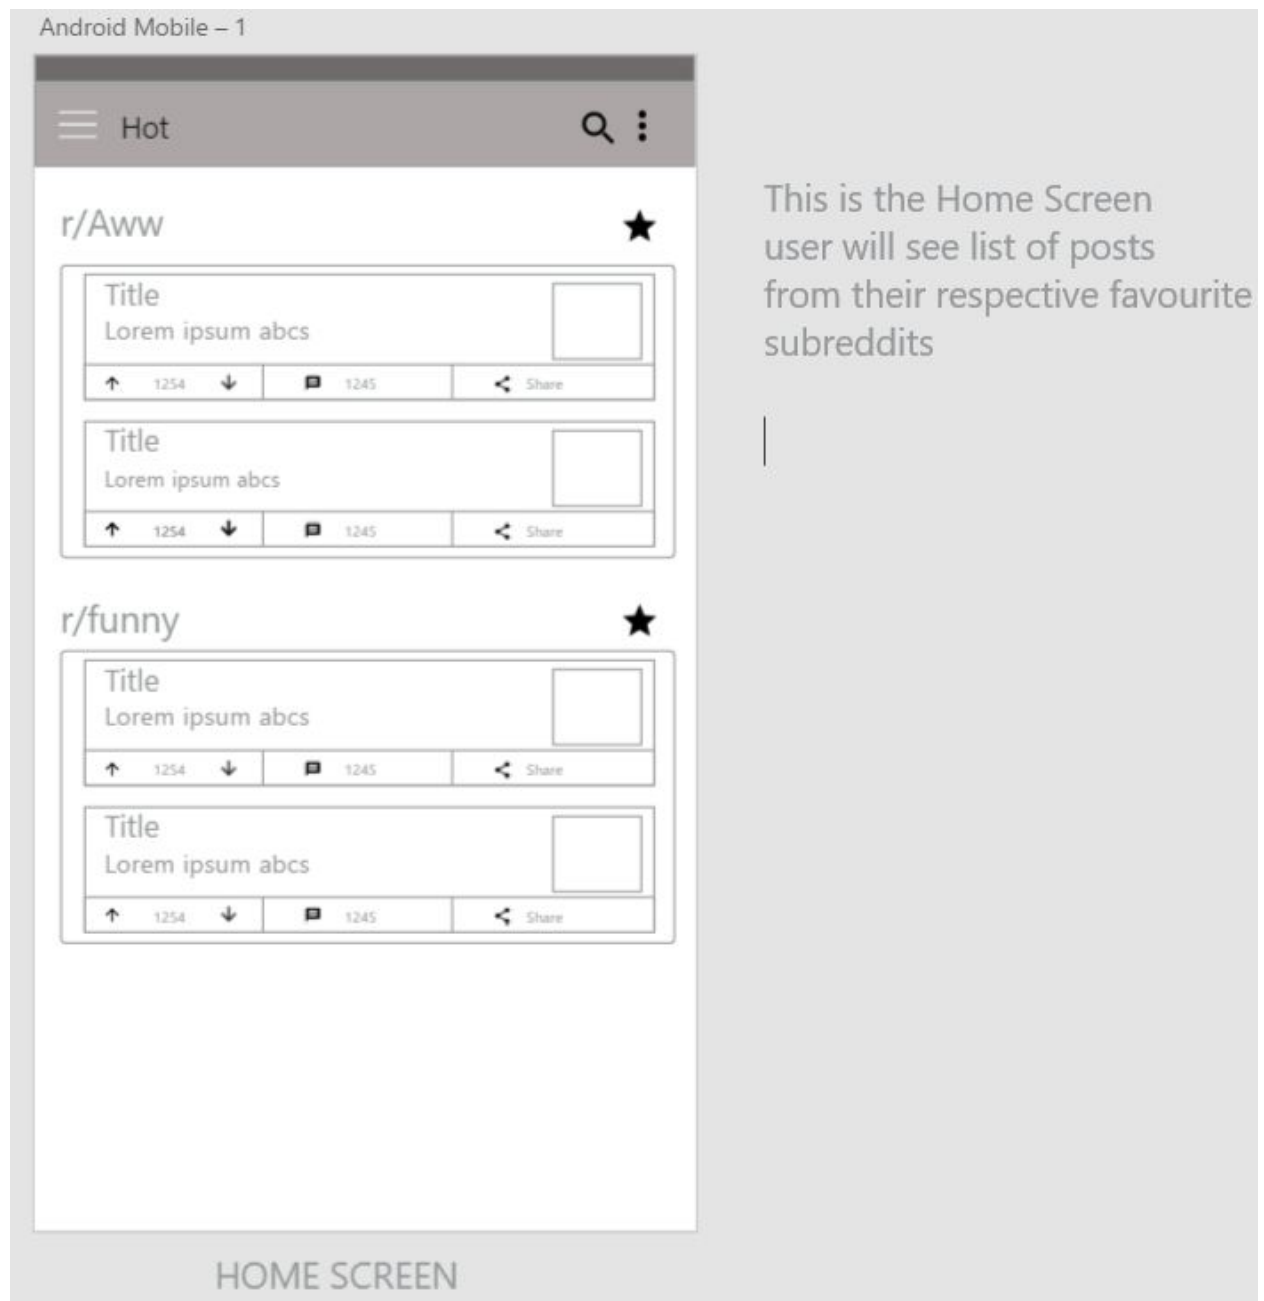 Android Mobile – 1
Hot
r/Aww
Title
Lorem ipsum abcs
1254 1245 Share
Title
Lorem ipsum abcs
1254 1245 Share
r/funny
Title
Lorem ipsum abcs
1254 1245 Share
Title
Lorem ipsum abcs
1254 1245 Share
HOME SCREEN
This is the Home Screen
user will see list of posts
from their respective favourite
subreddits